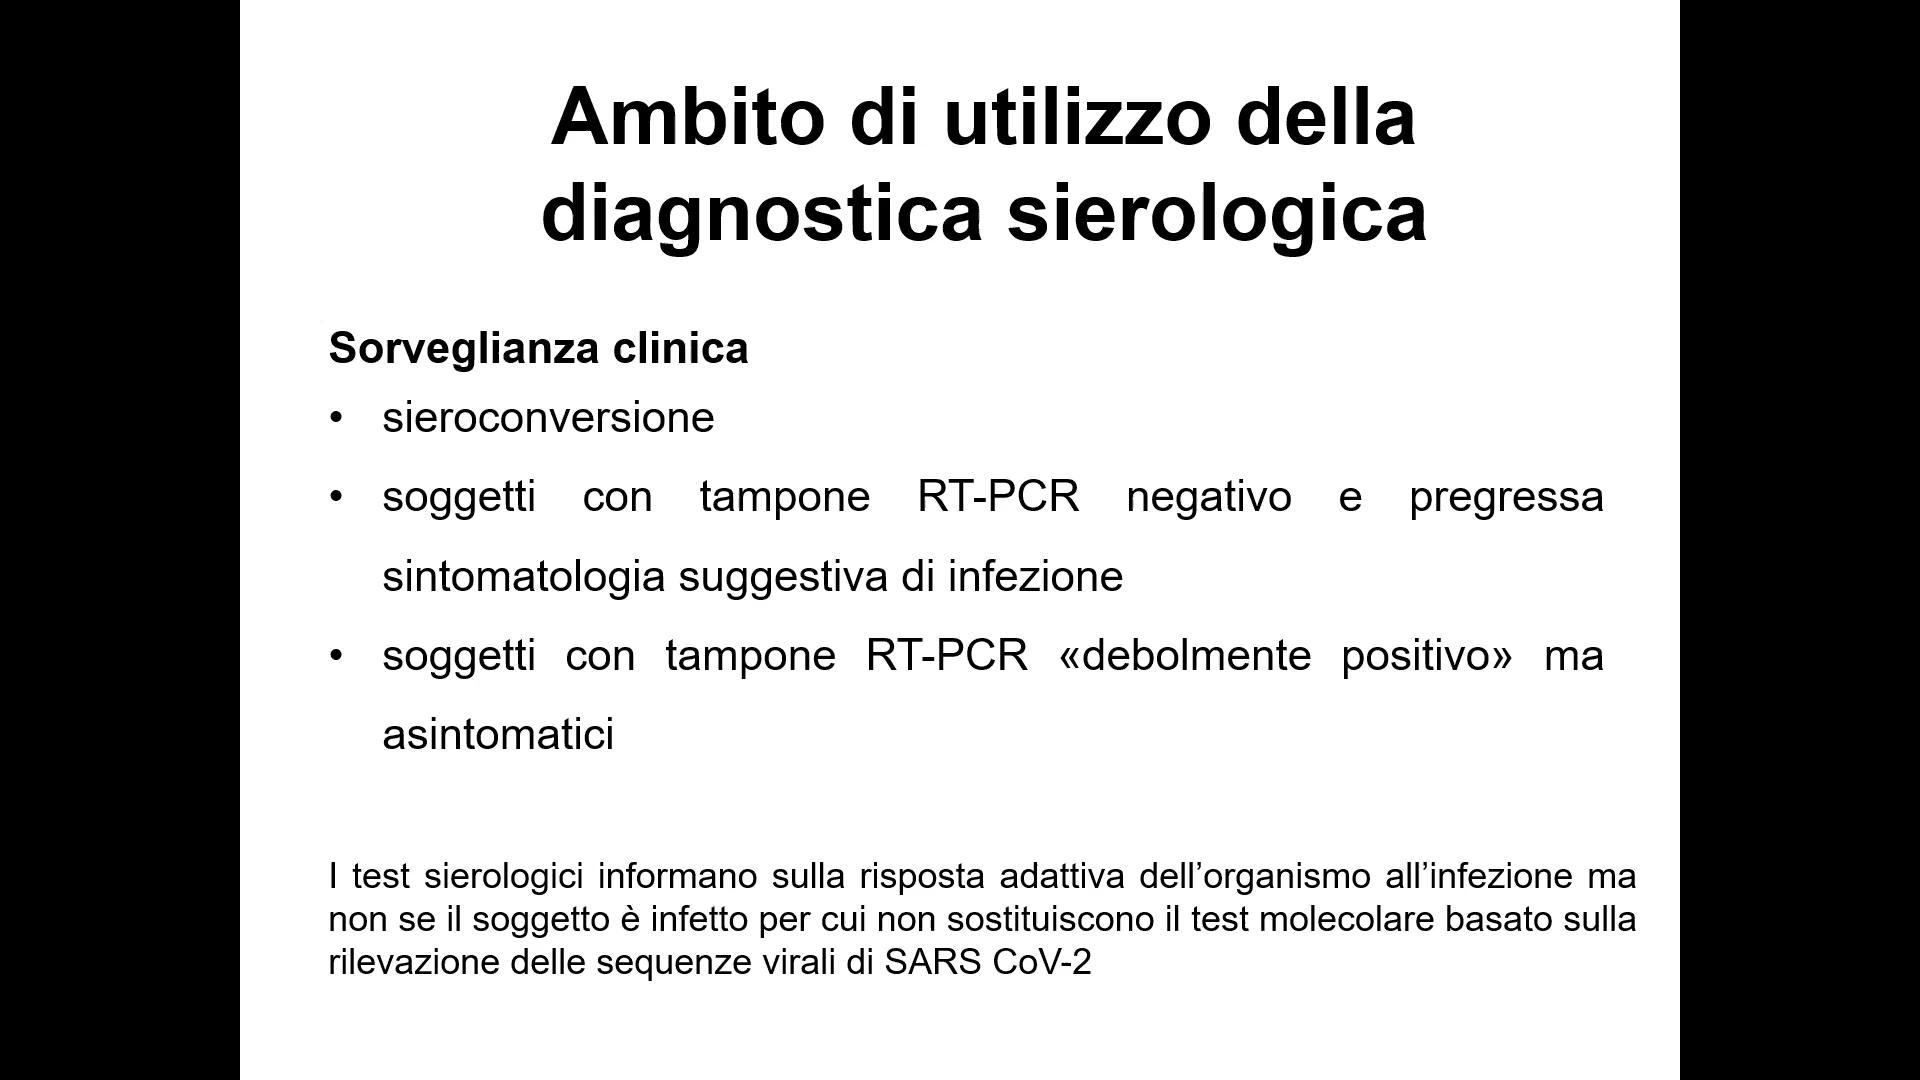 Ambito di utilizzo della
diagnostica sierologica
Sorveglianza clinica
• sieroconversione
• soggetti con tampone RT-PCR negativo e pregressa
sintomatologia suggestiva di infezione
• soggetti con tampone RT-PCR «debolmente positivo» ma
asintomatici
I test sierologici informano sulla risposta adattiva dell’organismo all’infezione ma
non se il soggetto è infetto per cui non sostituiscono il test molecolare basato sulla
rilevazione delle sequenze virali di SARS CoV-2